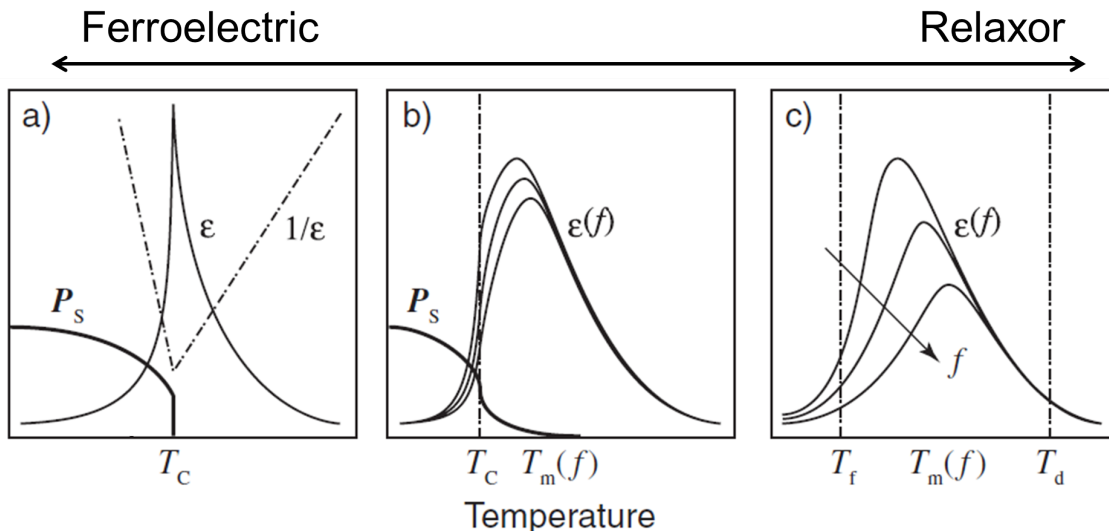 Ferroelectric Relaxor
a) b) c)
ε 1/ε ε(f) ε(f)
P_S P_S
f
T_C T_C T_m(f) T_f T_m(f) T_d
Temperature